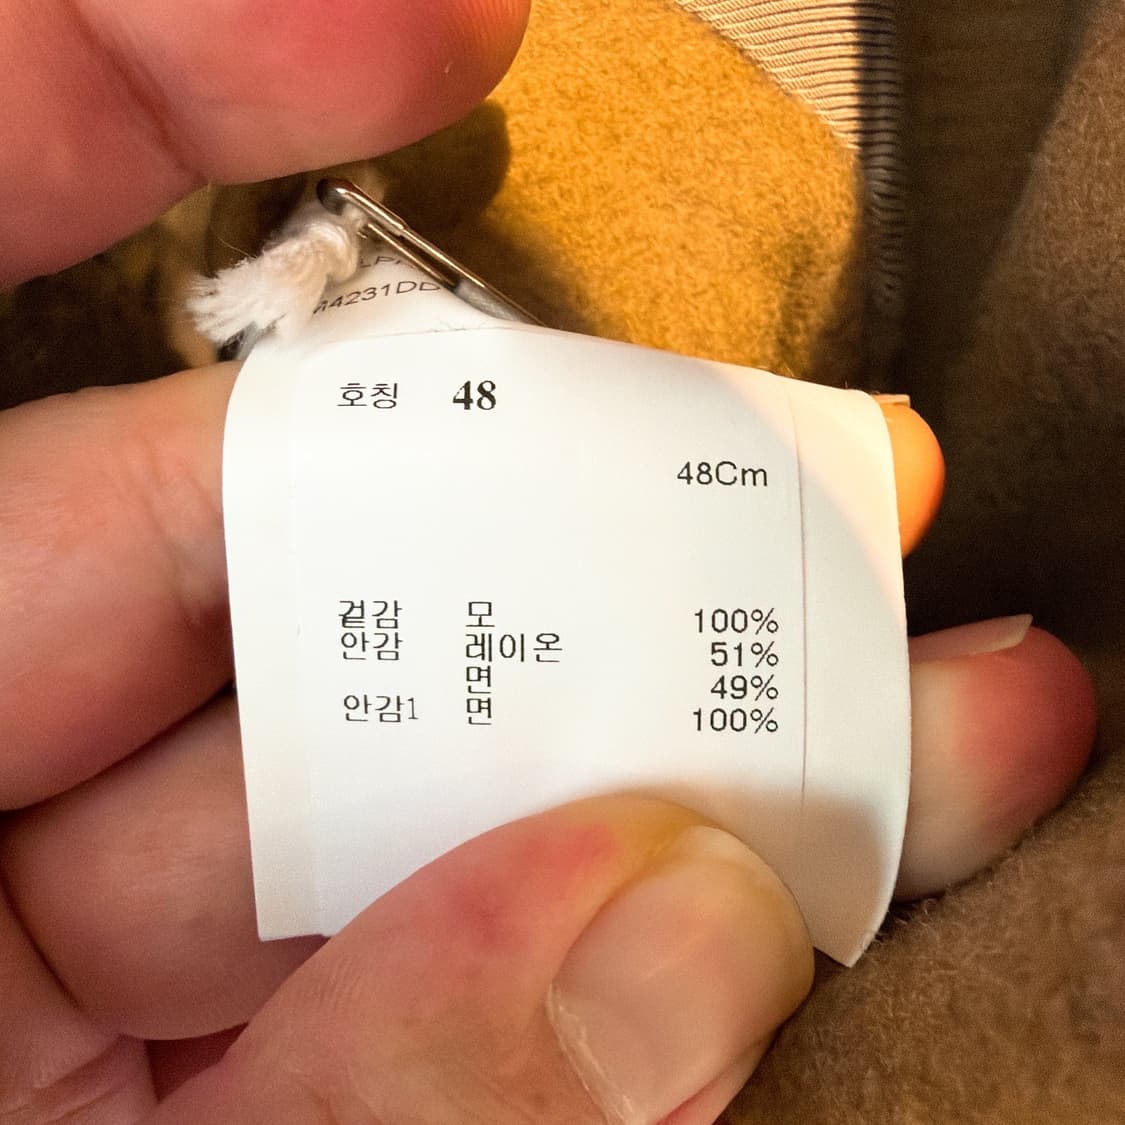 호칭 48
48Cm
겉감 모 100%
안감 레이온 51%
면 49%
안감1 면 100%